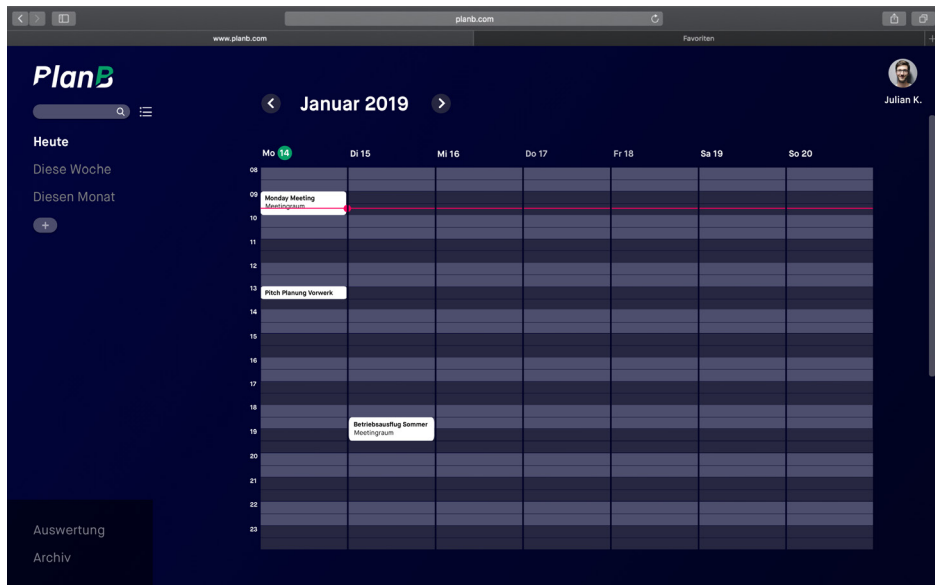 planb.com
www.planb.com
Favoriten
+
PlanB
Julian K.
Januar 2019
Heute
Diese Woche
Diesen Monat
+
Mo 14 Di 15 Mi 16 Do 17 Fr 18 Sa 19 So 20
08
09
Monday Meeting
Meetingraum
10
11
12
13
Pitch Planung Vorwerk
14
15
16
17
18
Betriebsausflug Sommer
19
Meetingraum
20
21
22
23
Auswertung
Archiv